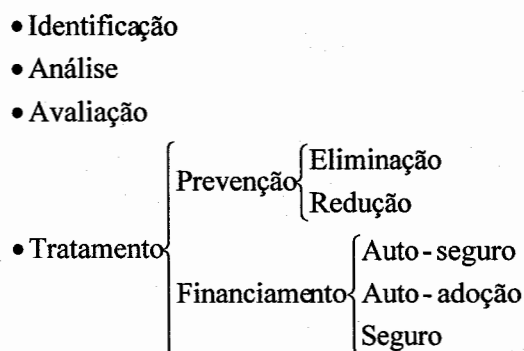 • Identificação
• Análise
• Avaliação
• Tratamento
Prevenção
Eliminação
Redução
Financiamento
Auto - seguro
Auto - adoção
Seguro